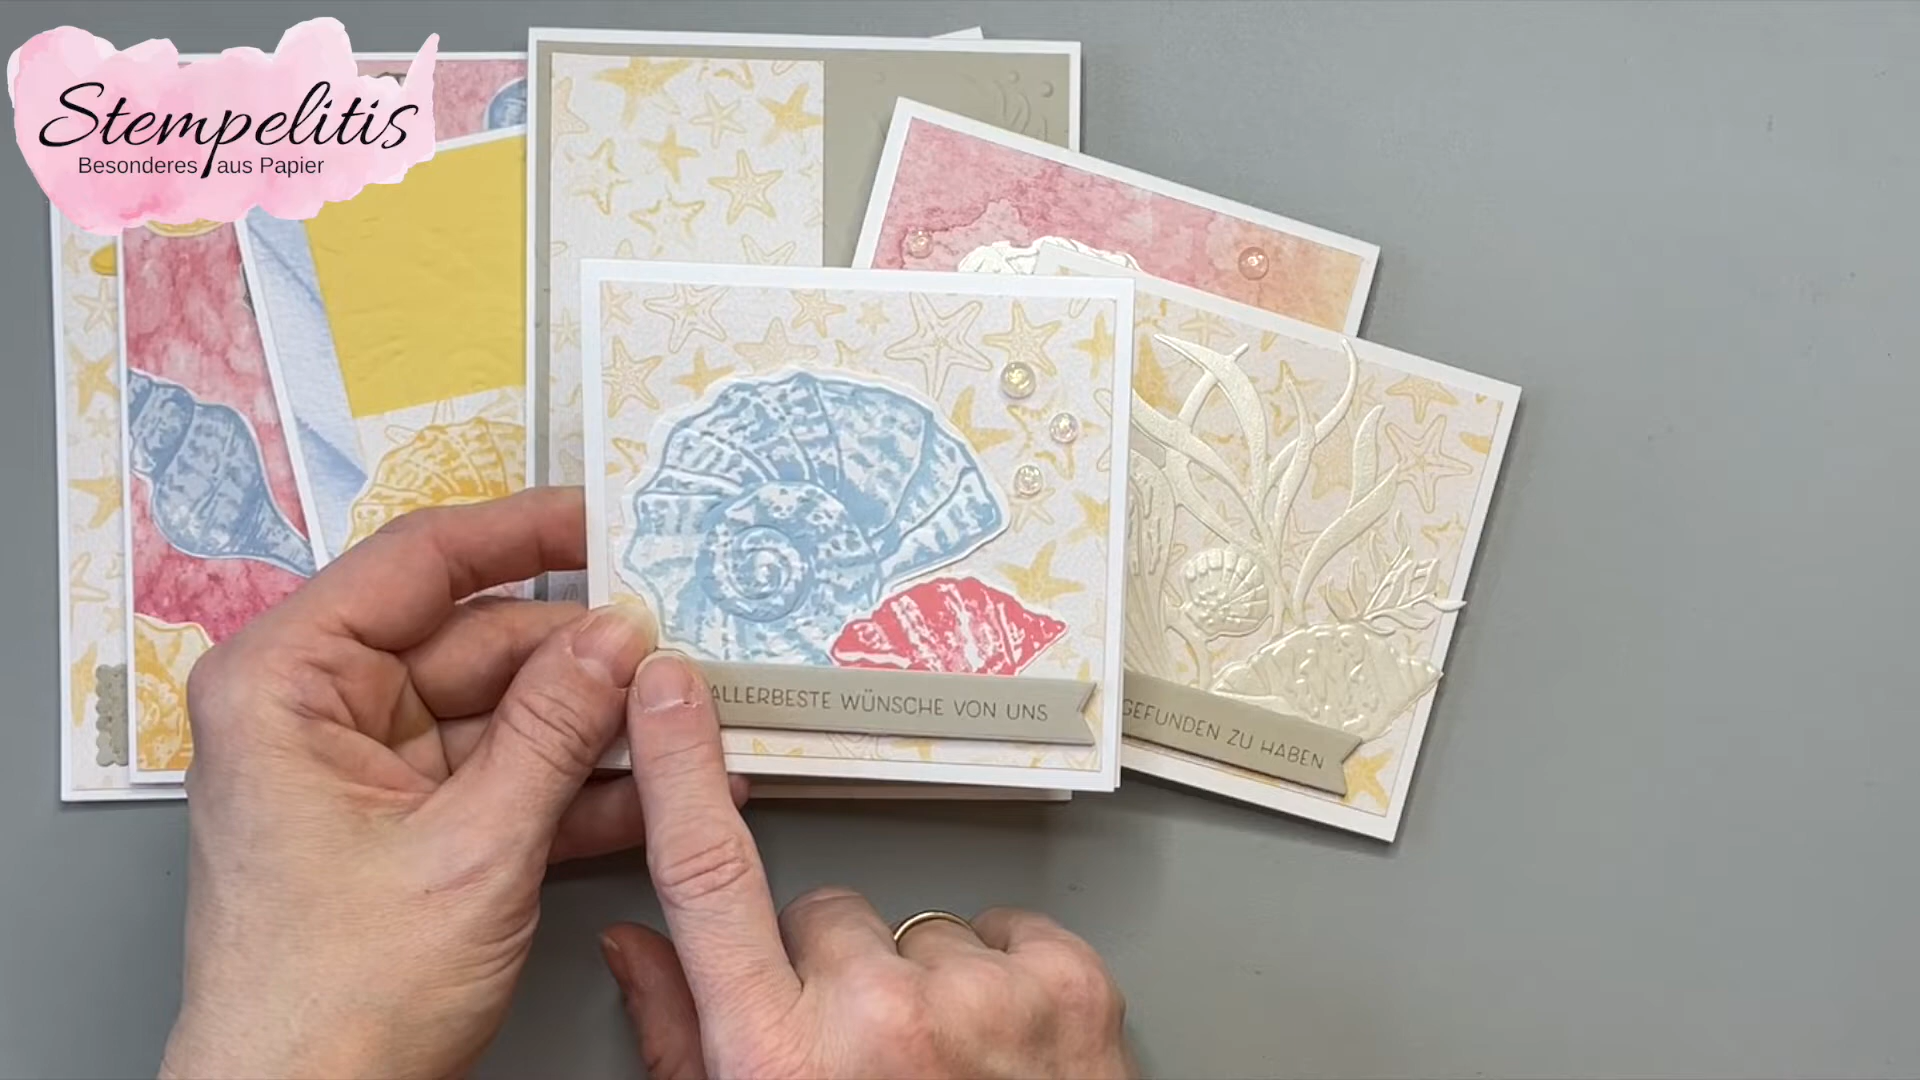 Stempelitis
Besonderes aus Papier
ALLERBESTE WÜNSCHE VON UNS
GEFUNDEN ZU HABEN